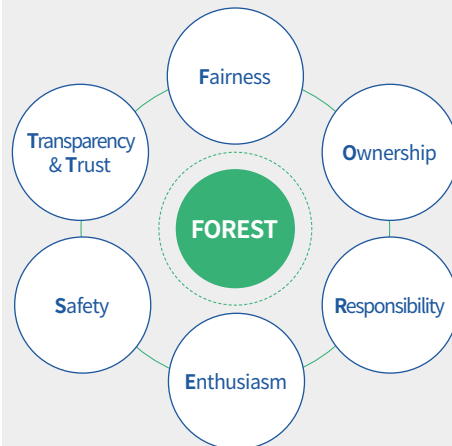 Fairness
Ownership
Responsibility
Enthusiasm
Safety
Transparency
& Trust
FOREST